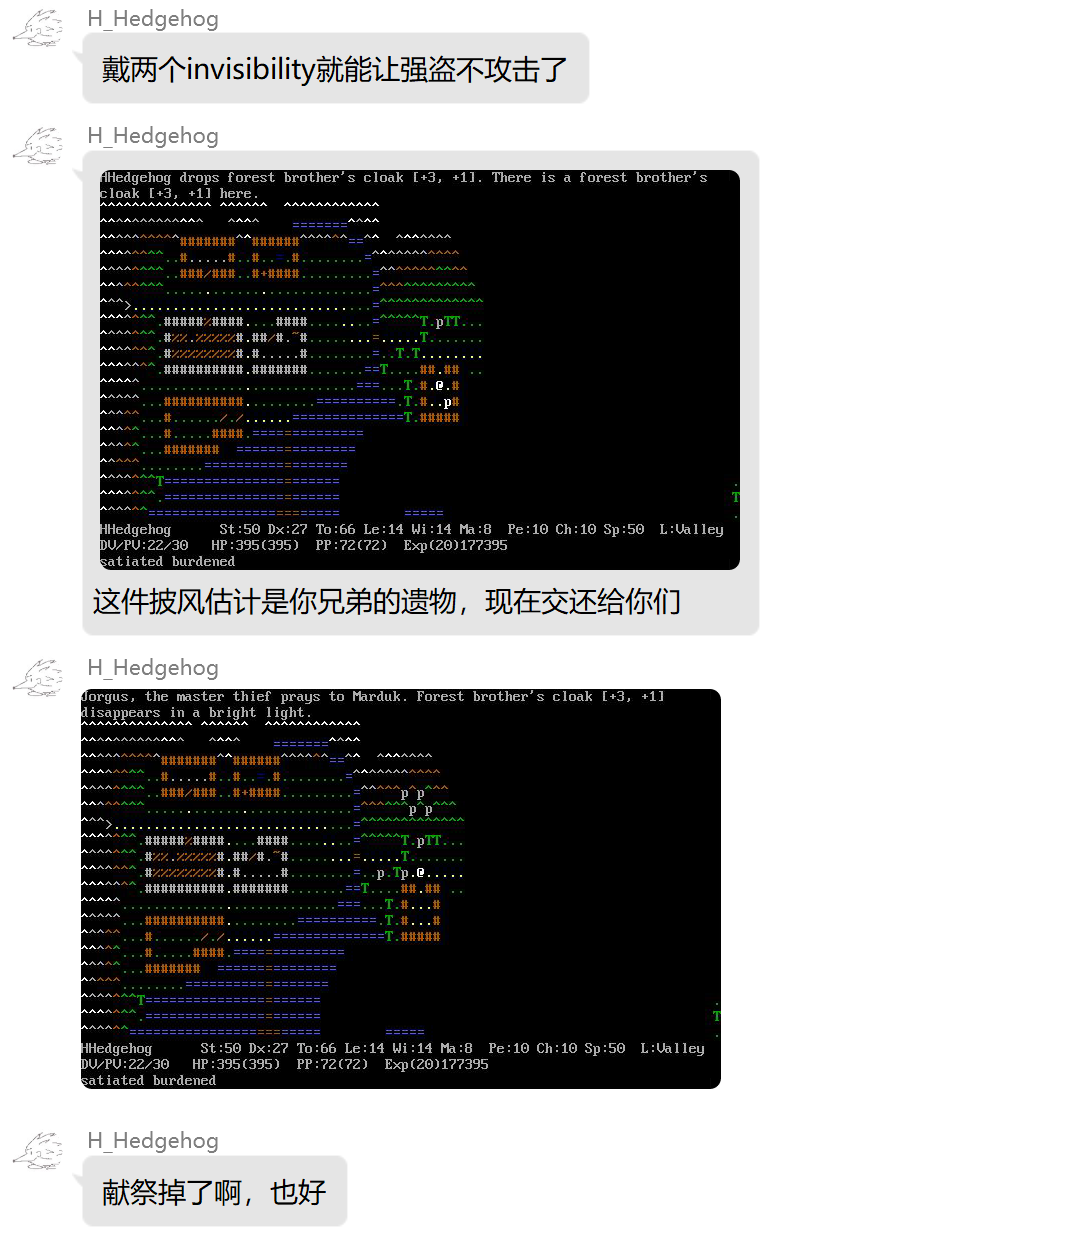 H_Hedgehog
戴两个invisibility就能让强盗不攻击了
H_Hedgehog
HHedgehog drops forest brother's cloak [+3, +1]. There is a forest brother's
cloak [+3, +1] here.
HHedgehog St:50 Dx:27 To:66 Le:14 Wi:14 Ma:8 Pe:10 Ch:10 Sp:50 L:Valley
DV/PV:22/30 HP:395(395) PP:72(72) Exp(20)177395
satiated burdened
这件披风估计是你兄弟的遗物，现在交还给你们
H_Hedgehog
Jorgus, the master thief prays to Marduk. Forest brother's cloak [+3, +1]
disappears in a bright light.
HHedgehog St:50 Dx:27 To:66 Le:14 Wi:14 Ma:8 Pe:10 Ch:10 Sp:50 L:Valley
DV/PV:22/30 HP:395(395) PP:72(72) Exp(20)177395
satiated burdened
H_Hedgehog
献祭掉了啊，也好